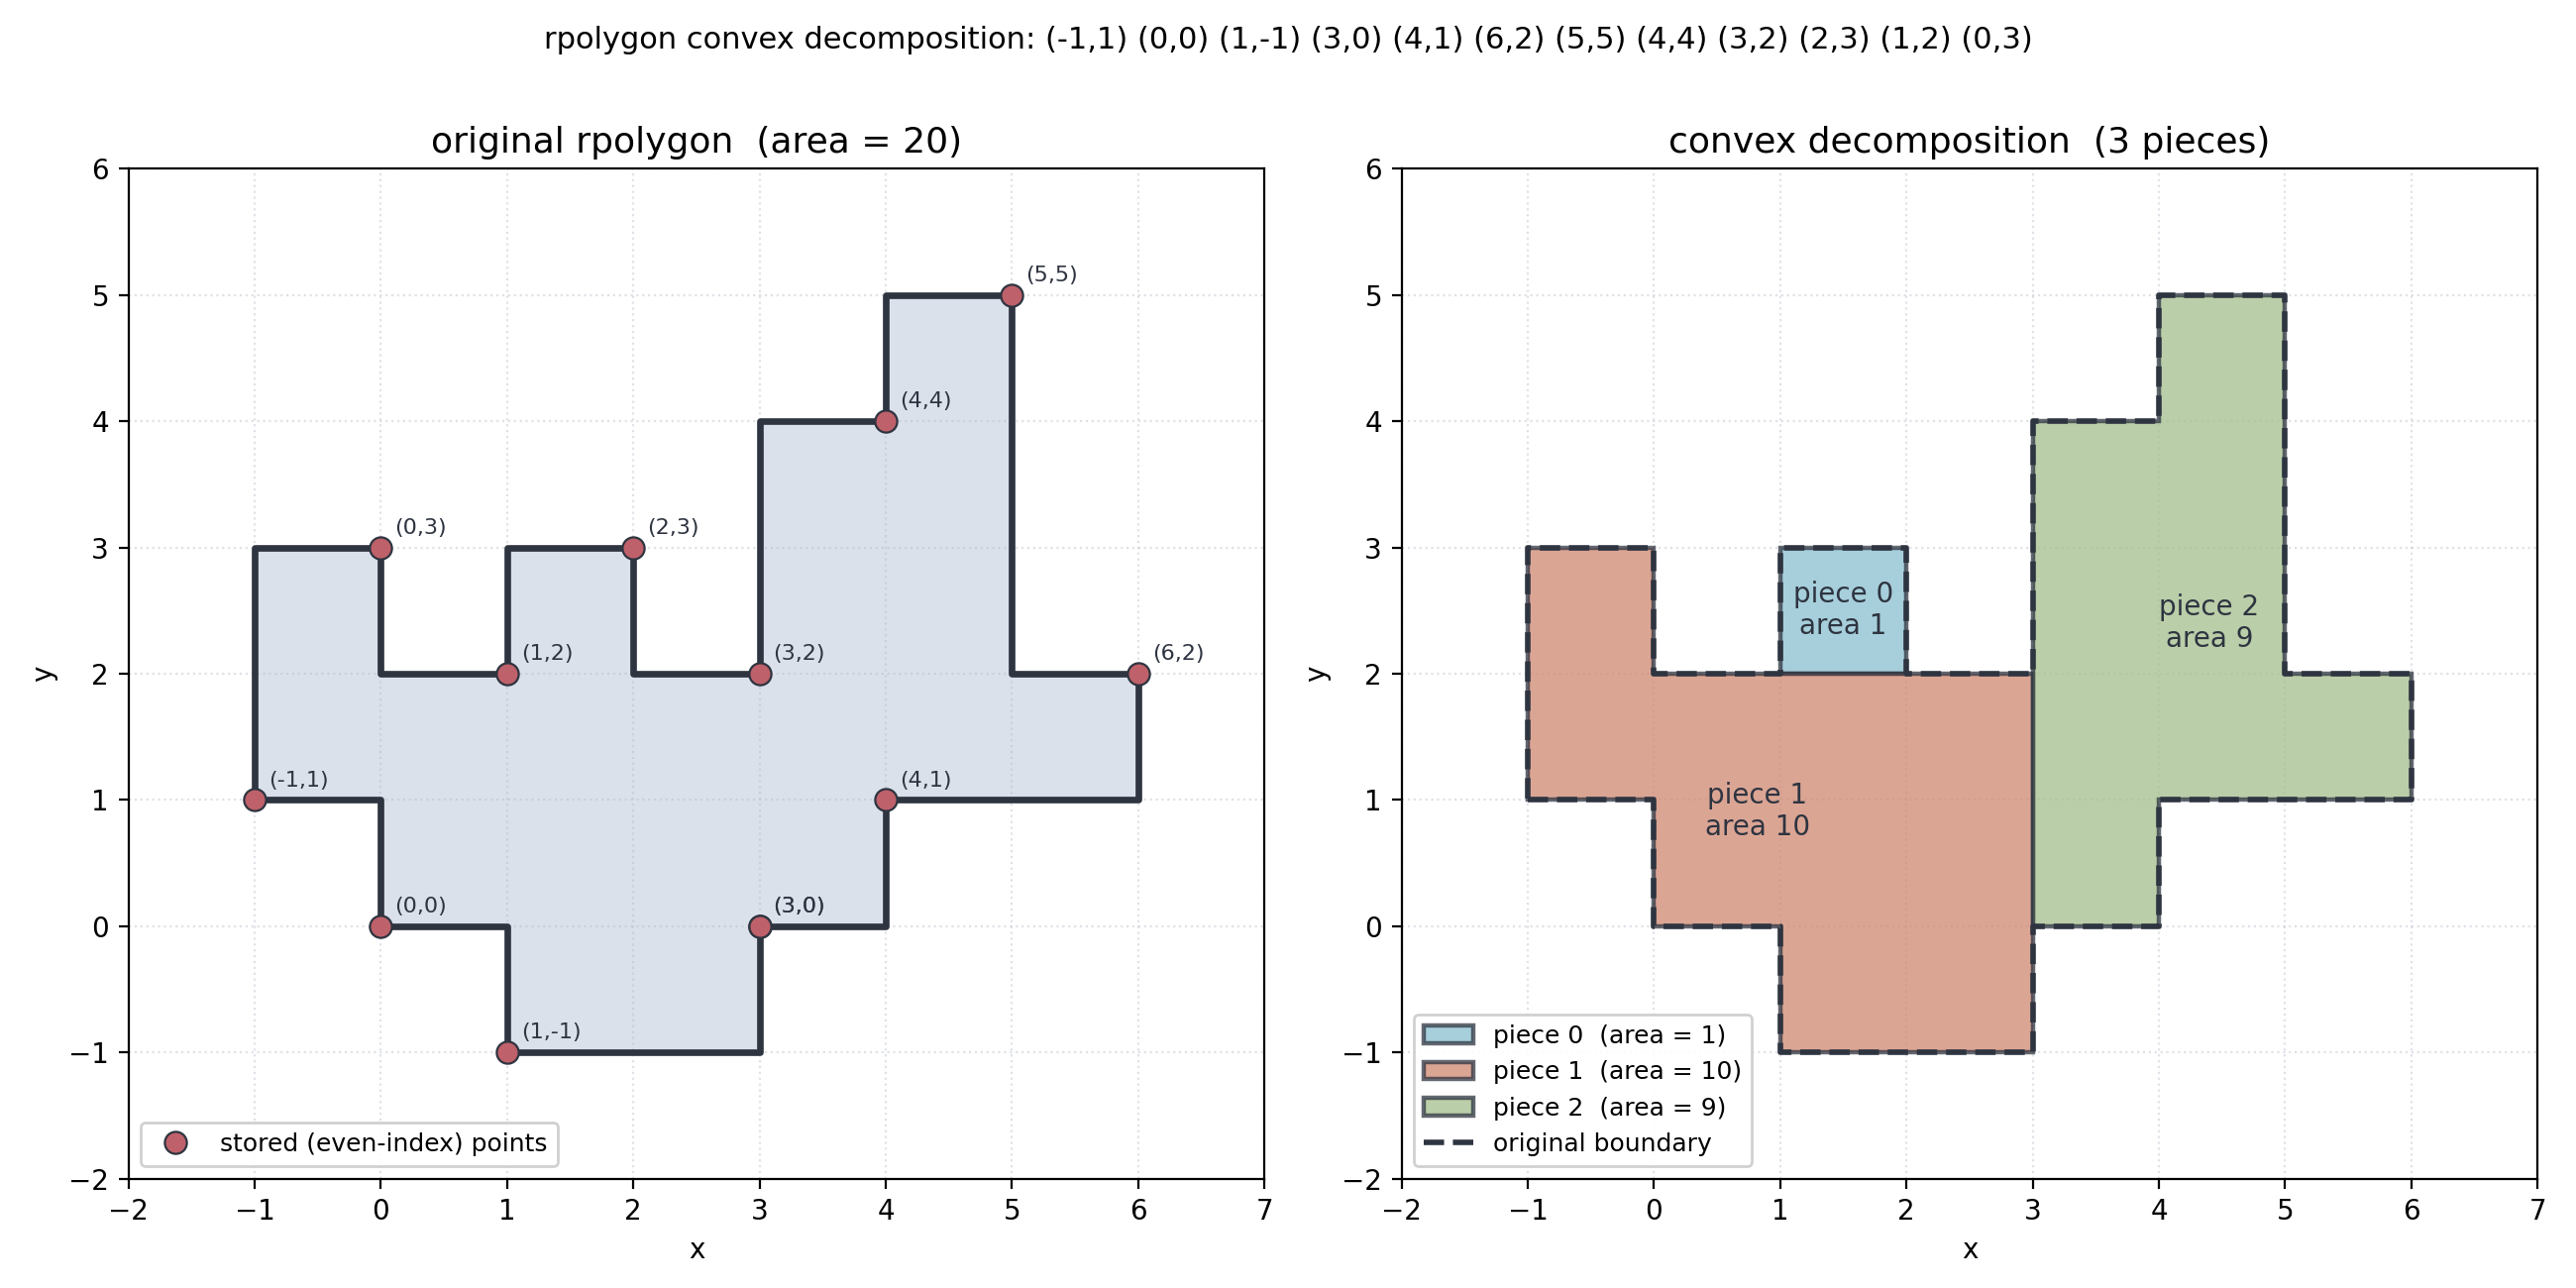 rpolygon convex decomposition: (-1,1) (0,0) (1,-1) (3,0) (4,1) (6,2) (5,5) (4,4) (3,2) (2,3) (1,2) (0,3)
original rpolygon  (area = 20)
6
5
4
3
2
1
0
−1
−2
y
(5,5)
(4,4)
(0,3)
(2,3)
(1,2)
(3,2)
(6,2)
(-1,1)
(4,1)
(0,0)
(3,0)
(1,-1)
stored (even-index) points
−2
−1
0
1
2
3
4
5
6
7
x
convex decomposition  (3 pieces)
6
5
4
3
2
1
0
−1
−2
y
piece 0
area 1
piece 2
area 9
piece 1
area 10
piece 0  (area = 1)
piece 1  (area = 10)
piece 2  (area = 9)
original boundary
−2
−1
0
1
2
3
4
5
6
7
x